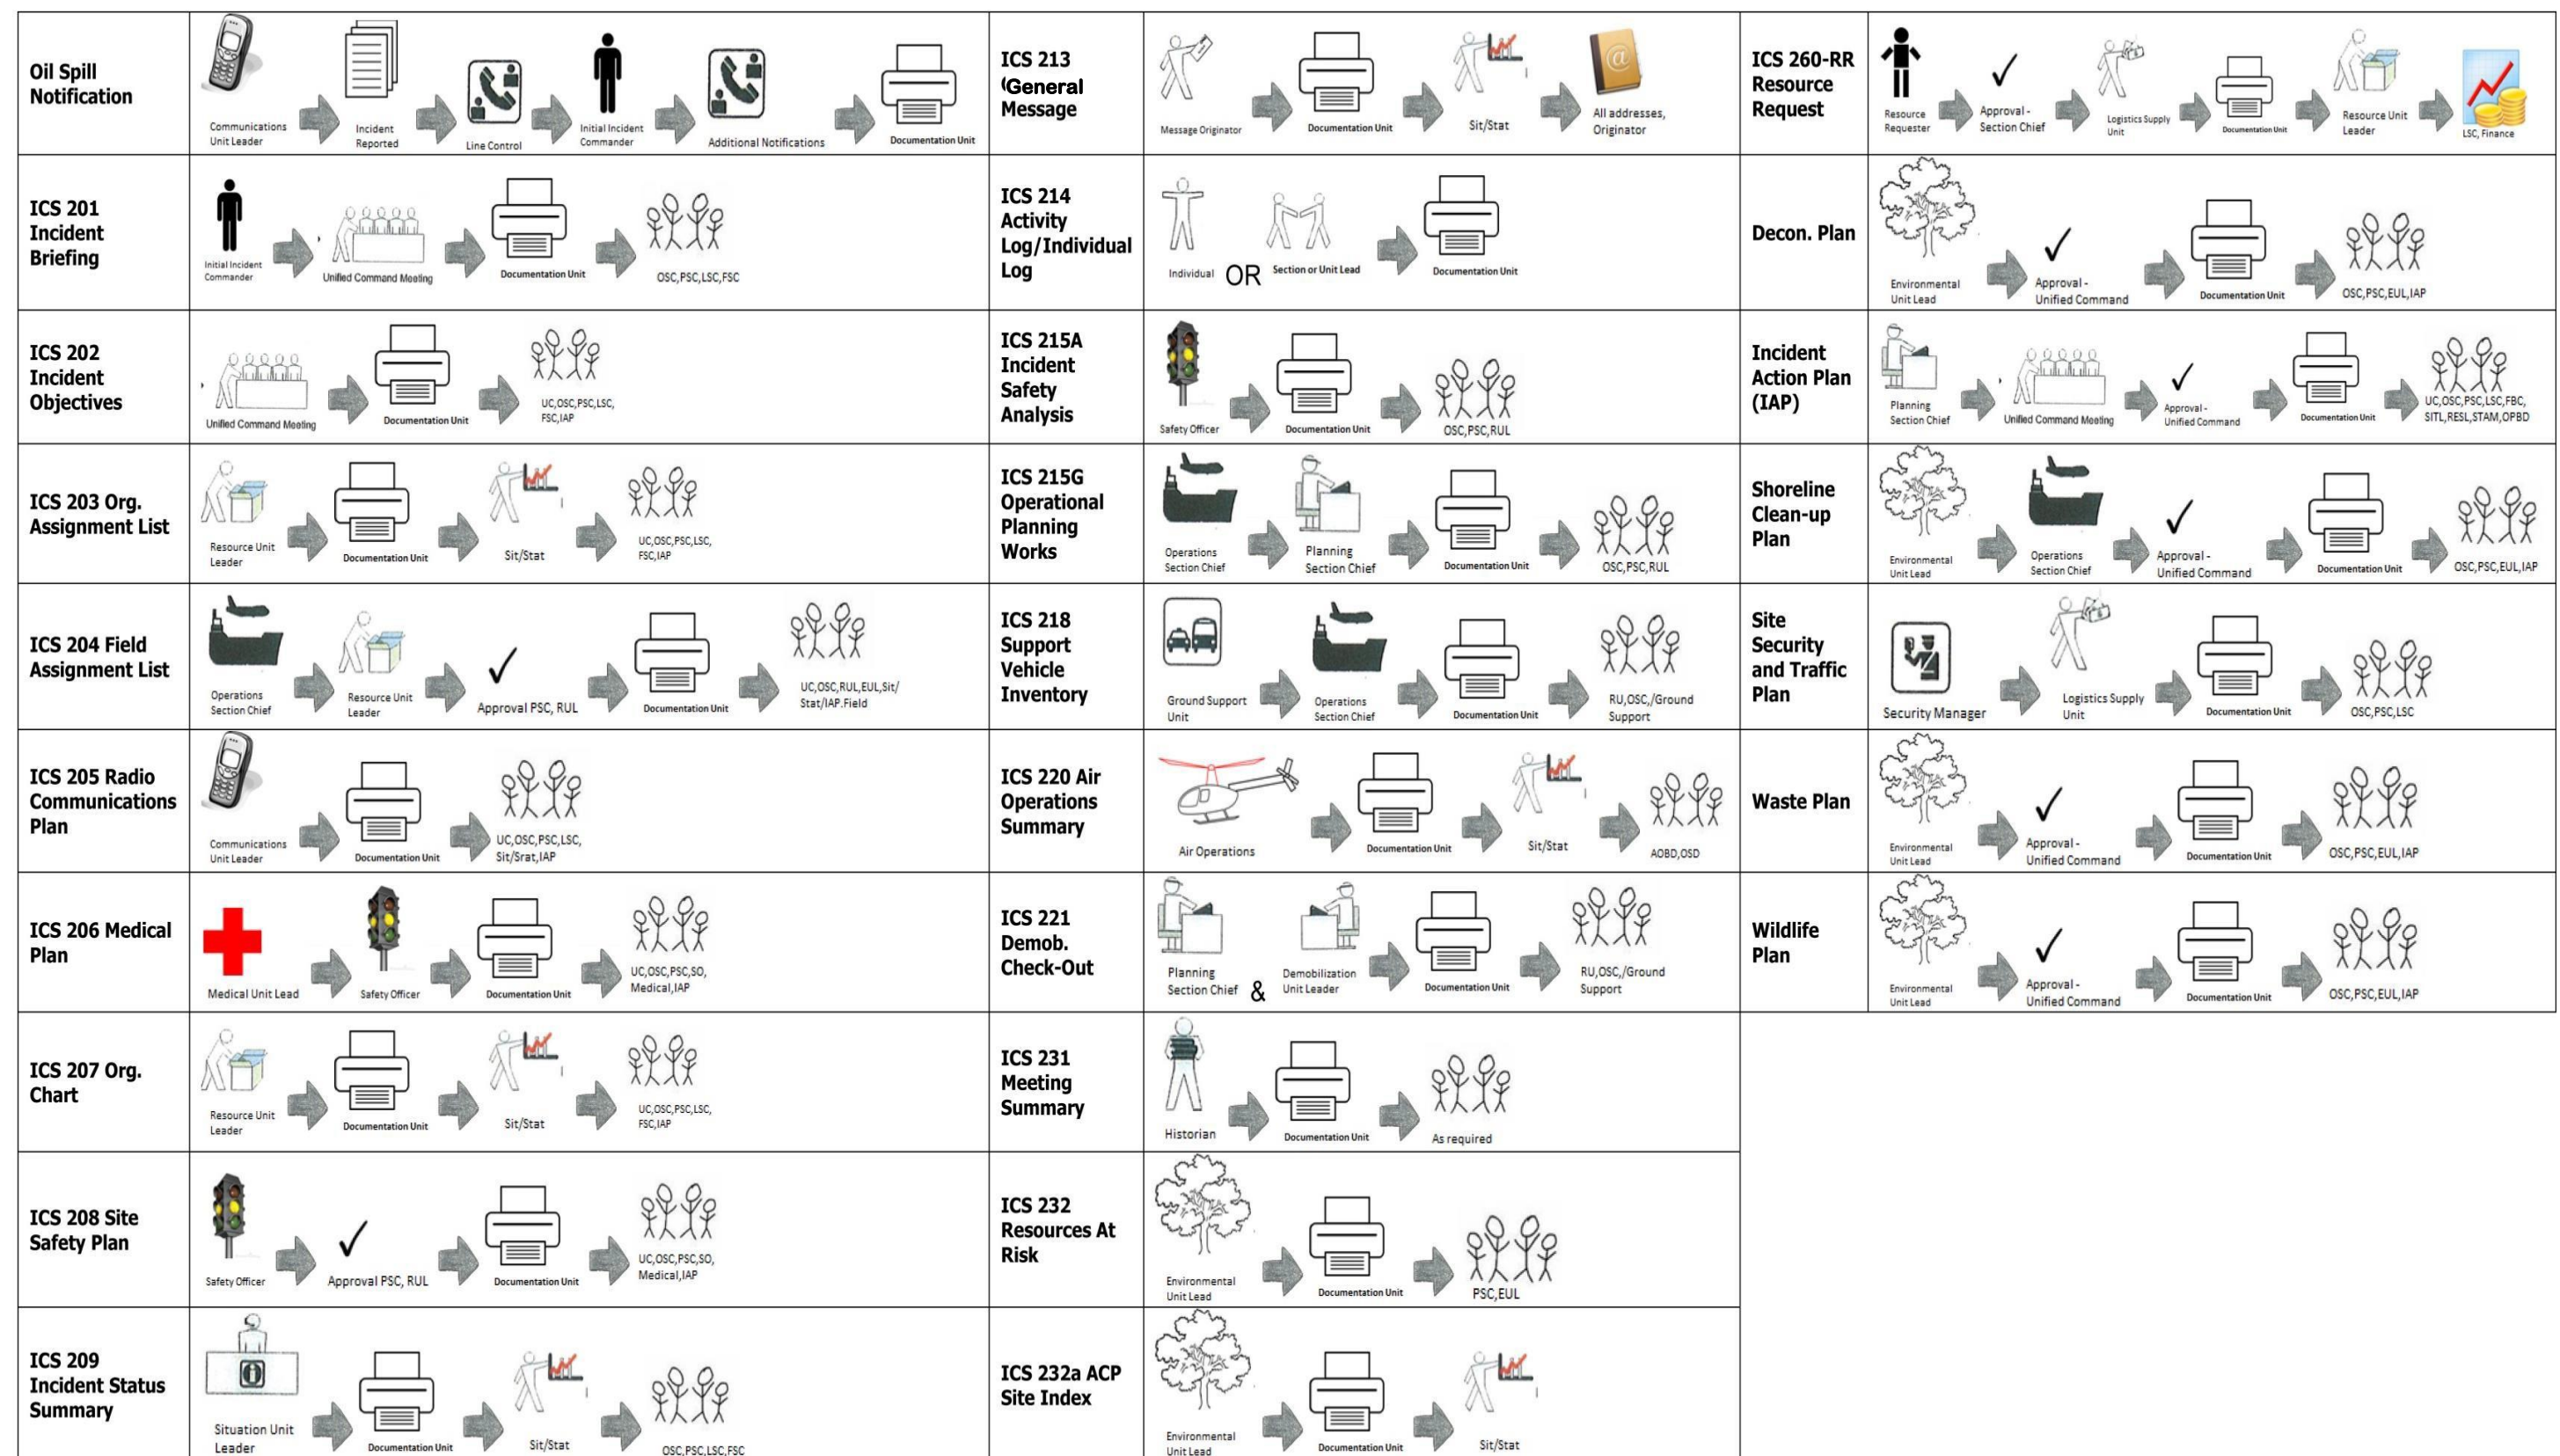 Oil Spill
Notification
Communications
Unit Leader
Incident
Reported
Line Control
Initial Incident
Commander
Additional Notifications
Documentation Unit
ICS 201
Incident
Briefing
Initial Incident
Commander
Unified Command Meeting
Documentation Unit
OSC,PSC,LSC,FSC
ICS 202
Incident
Objectives
Unified Command Meeting
Documentation Unit
UC,OSC,PSC,LSC,
FSC,IAP
ICS 203 Org.
Assignment List
Resource Unit
Leader
Documentation Unit
Sit/Stat
UC,OSC,PSC,LSC,
FSC,IAP
ICS 204 Field
Assignment List
Operations
Section Chief
Resource Unit
Leader
Approval PSC, RUL
Documentation Unit
UC,OSC,RUL,EUL,Sit/
Stat/IAP.Field
ICS 205 Radio
Communications
Plan
Communications
Unit Leader
Documentation Unit
UC,OSC,PSC,LSC,
Sit/Srat,IAP
ICS 206 Medical
Plan
Medical Unit Lead
Safety Officer
Documentation Unit
UC,OSC,PSC,SO,
Medical,IAP
ICS 207 Org.
Chart
Resource Unit
Leader
Documentation Unit
Sit/Stat
UC,OSC,PSC,LSC,
FSC,IAP
ICS 208 Site
Safety Plan
Safety Officer
Approval PSC, RUL
Documentation Unit
UC,OSC,PSC,SO,
Medical,IAP
ICS 209
Incident Status
Summary
Situation Unit
Leader
Documentation Unit
Sit/Stat
OSC,PSC,LSC,FSC
ICS 213
(General
Message
Message Originator
Documentation Unit
Sit/Stat
@
All addresses,
Originator
ICS 214
Activity
Log/Individual
Log
Individual
OR
Section or Unit Lead
Documentation Unit
ICS 215A
Incident
Safety
Analysis
Safety Officer
Documentation Unit
OSC,PSC,RUL
ICS 215G
Operational
Planning
Works
Operations
Section Chief
Planning
Section Chief
Documentation Unit
OSC,PSC,RUL
ICS 218
Support
Vehicle
Inventory
Ground Support
Unit
Operations
Section Chief
Documentation Unit
RU,OSC,/Ground
Support
ICS 220 Air
Operations
Summary
Air Operations
Documentation Unit
Sit/Stat
AOBD,OSD
ICS 221
Demob.
Check-Out
Planning
Section Chief
&
Demobilization
Unit Leader
Documentation Unit
RU,OSC,/Ground
Support
ICS 231
Meeting
Summary
Historian
Documentation Unit
As required
ICS 232
Resources At
Risk
Environmental
Unit Lead
Documentation Unit
PSC,EUL
ICS 232a ACP
Site Index
Environmental
Unit Lead
Documentation Unit
Sit/Stat
ICS 260-RR
Resource
Request
Resource
Requester
Approval -
Section Chief
Logistics Supply
Unit
Documentation Unit
Resource Unit
Leader
LSC, Finance
Decon. Plan
Environmental
Unit Lead
Approval -
Unified Command
Documentation Unit
OSC,PSC,EUL,IAP
Incident
Action Plan
(IAP)
Planning
Section Chief
Unified Command Meeting
Approval -
Unified Command
Documentation Unit
UC,OSC,PSC,LSC,FBC,
SITL,RESL,STAM,OPBD
Shoreline
Clean-up
Plan
Environmental
Unit Lead
Operations
Section Chief
Approval -
Unified Command
Documentation Unit
OSC,PSC,EUL,IAP
Site
Security
and Traffic
Plan
Security Manager
Logistics Supply
Unit
Documentation Unit
OSC,PSC,LSC
Waste Plan
Environmental
Unit Lead
Approval -
Unified Command
Documentation Unit
OSC,PSC,EUL,IAP
Wildlife
Plan
Environmental
Unit Lead
Approval -
Unified Command
Documentation Unit
OSC,PSC,EUL,IAP